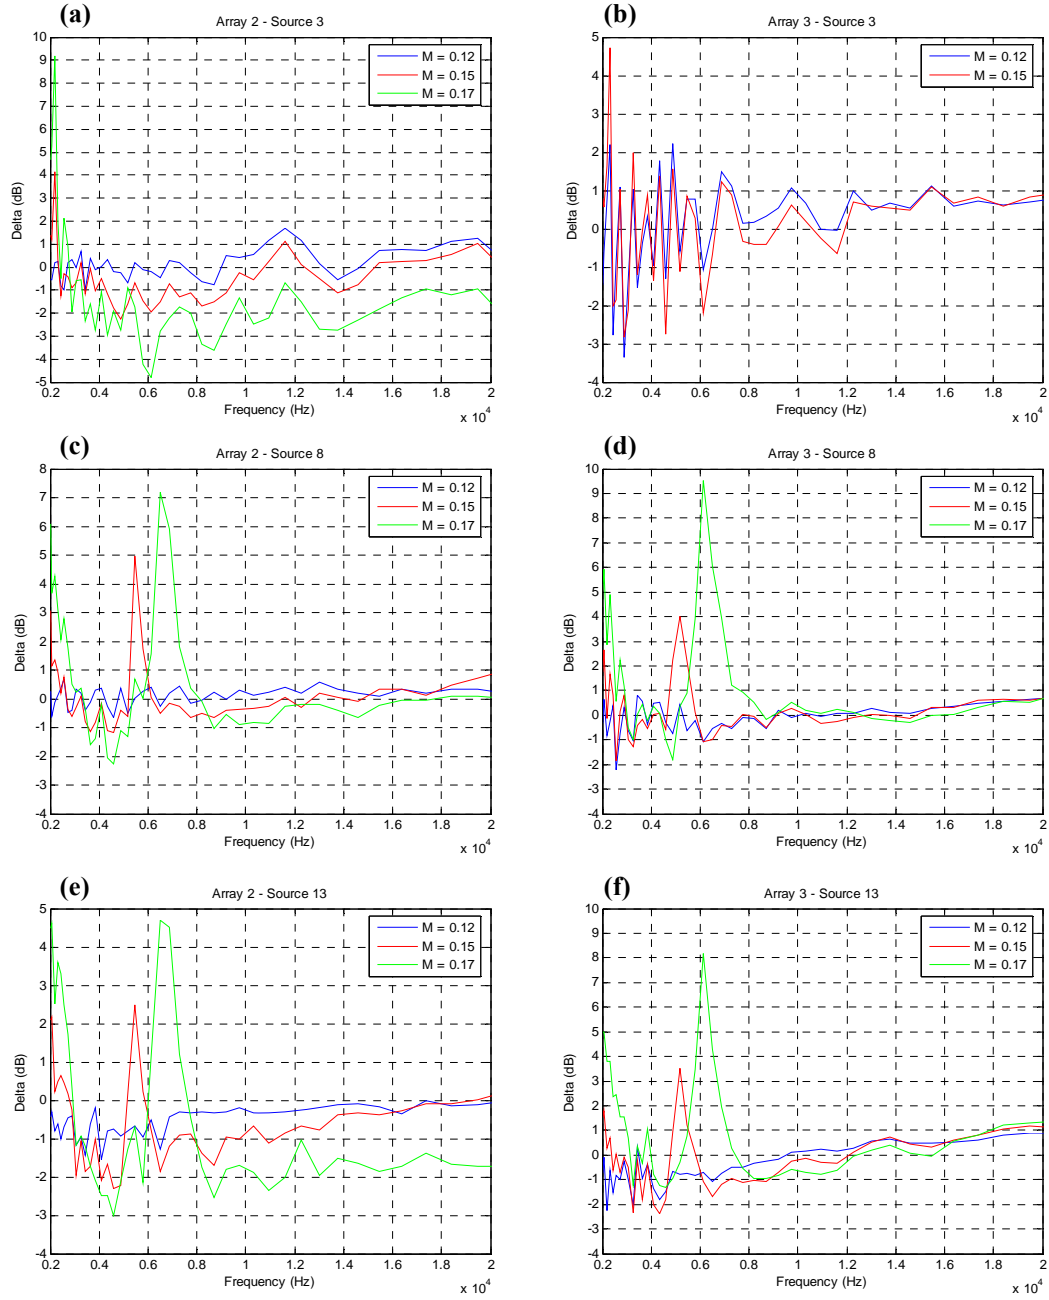 (a)
Array 2 - Source 3
10
9
8
7
6
5
4
3
2
1
0
-1
-2
-3
-4
-5
Delta (dB)
M = 0.12
M = 0.15
M = 0.17
0.2 0.4 0.6 0.8 1 1.2 1.4 1.6 1.8 2
Frequency (Hz)
x 10^4
(b)
Array 3 - Source 3
5
4
3
2
1
0
-1
-2
-3
-4
Delta (dB)
M = 0.12
M = 0.15
0.2 0.4 0.6 0.8 1 1.2 1.4 1.6 1.8 2
Frequency (Hz)
x 10^4
(c)
Array 2 - Source 8
8
7
6
5
4
3
2
1
0
-1
-2
-3
-4
Delta (dB)
M = 0.12
M = 0.15
M = 0.17
0.2 0.4 0.6 0.8 1 1.2 1.4 1.6 1.8 2
Frequency (Hz)
x 10^4
(d)
Array 3 - Source 8
10
9
8
7
6
5
4
3
2
1
0
-1
-2
-3
-4
Delta (dB)
M = 0.12
M = 0.15
M = 0.17
0.2 0.4 0.6 0.8 1 1.2 1.4 1.6 1.8 2
Frequency (Hz)
x 10^4
(e)
Array 2 - Source 13
5
4
3
2
1
0
-1
-2
-3
-4
Delta (dB)
M = 0.12
M = 0.15
M = 0.17
0.2 0.4 0.6 0.8 1 1.2 1.4 1.6 1.8 2
Frequency (Hz)
x 10^4
(f)
Array 3 - Source 13
10
9
8
7
6
5
4
3
2
1
0
-1
-2
-3
-4
Delta (dB)
M = 0.12
M = 0.15
M = 0.17
0.2 0.4 0.6 0.8 1 1.2 1.4 1.6 1.8 2
Frequency (Hz)
x 10^4